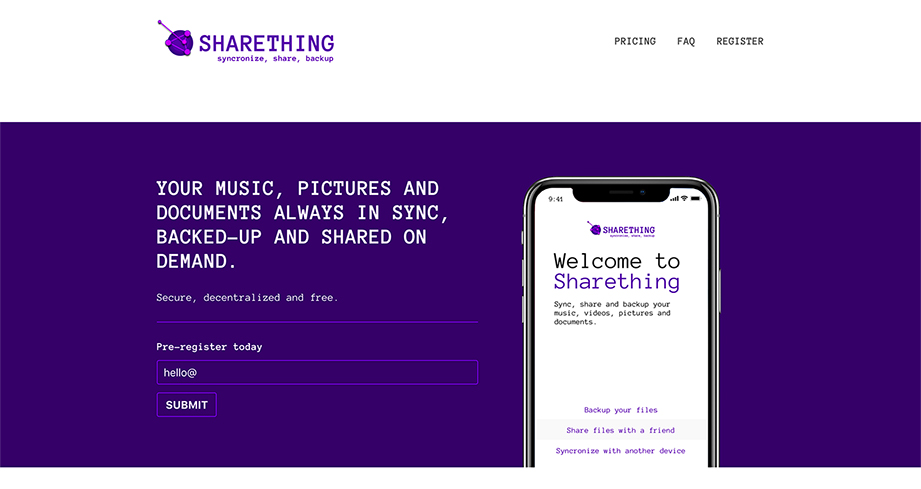 SHARETHING
syncronize, share, backup
PRICING FAQ REGISTER
YOUR MUSIC, PICTURES AND
DOCUMENTS ALWAYS IN SYNC,
BACKED-UP AND SHARED ON
DEMAND.
Secure, decentralized and free.
Pre-register today
hello@
SUBMIT
9:41
SHARETHING
syncronize, share, backup
Welcome to
Sharething
Sync, share and backup your
music, videos, pictures and
documents.
Backup your files
Share files with a friend
Syncronize with another device